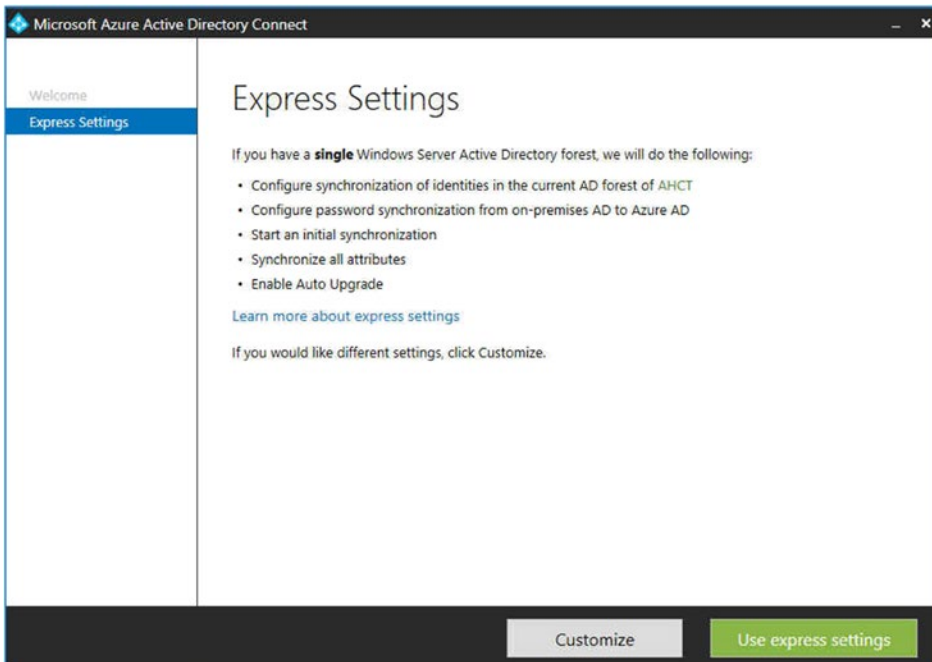 Microsoft Azure Active Directory Connect
Welcome
Express Settings
Express Settings
If you have a single Windows Server Active Directory forest, we will do the following:
• Configure synchronization of identities in the current AD forest of AHCT
• Configure password synchronization from on-premises AD to Azure AD
• Start an initial synchronization
• Synchronize all attributes
• Enable Auto Upgrade
Learn more about express settings
If you would like different settings, click Customize.
Customize
Use express settings